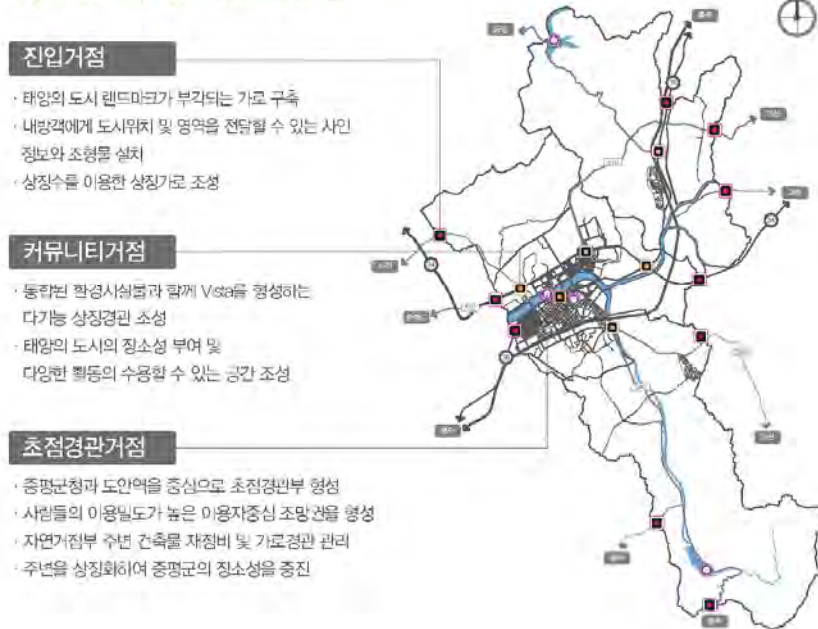 진입거점
· 태양의 도시 랜드마크가 부각되는 가로 구축
· 내방객에게 도시위치 및 영역을 전달할 수 있는 사인
정보와 조형물 설치
· 상징수를 이용한 상징가로 조성
커뮤니티거점
· 통합된 환경시설물과 함께 Vista를 형성하는
다기능 상징경관 조성
· 태양의 도시의 장소성 부여 및
다양한 활동의 수용할 수 있는 공간 조성
초점경관거점
· 증평군청과 도안역을 중심으로 초점경관부 형성
· 사람들의 이용밀도가 높은 이용자중심 조망권을 형성
· 자연거점부 주변 건축물 재정비 및 가로경관 관리
· 주변을 상징화하여 증평군의 장소성을 증진